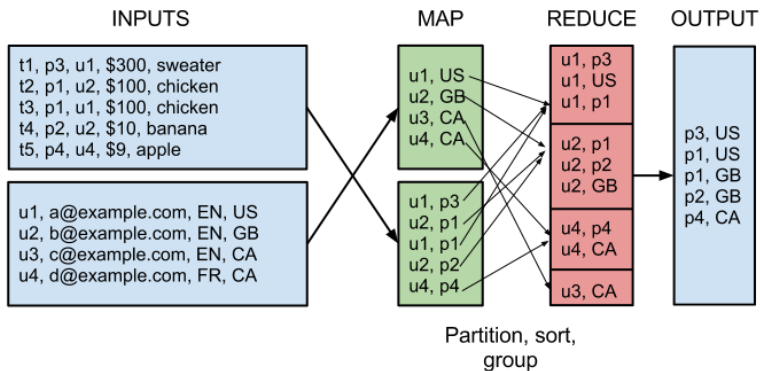 INPUTS
MAP
REDUCE
OUTPUT
t1, p3, u1, $300, sweater
t2, p1, u2, $100, chicken
t3, p1, u1, $100, chicken
t4, p2, u2, $10, banana
t5, p4, u4, $9, apple
u1, a@example.com, EN, US
u2, b@example.com, EN, GB
u3, c@example.com, EN, CA
u4, d@example.com, FR, CA
u1, US
u2, GB
u3, CA
u4, CA
u1, p3
u2, p1
u1, p1
u2, p2
u4, p4
u1, p3
u1, US
u1, p1
u2, p1
u2, p2
u2, GB
u4, p4
u4, CA
u3, CA
p3, US
p1, US
p1, GB
p2, GB
p4, CA
Partition, sort,
group